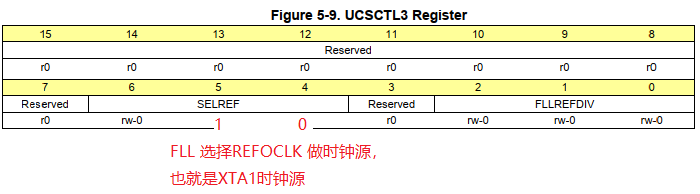 Figure 5-9. UCSCTL3 Register
15 14 13 12 11 10 9 8
Reserved
r0 r0 r0 r0 r0 r0 r0 r0
7 6 5 4 3 2 1 0
Reserved SELREF Reserved FLLREFDIV
r0 rw-0 1 0 r0 rw-0 rw-0 rw-0
FLL 选择REFOCLK 做时钟源,
也就是XTA1时钟源